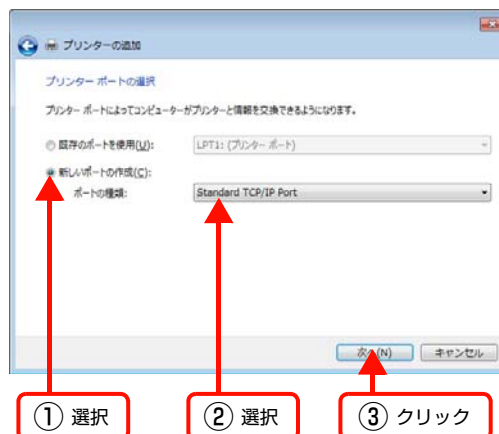 プリンターの追加
プリンター ポートの選択
プリンター ポートによってコンピューターがプリンターと情報を交換できるようになります。
既存のポートを使用(U): LPT1: (プリンター ポート)
新しいポートの作成(C):
ポートの種類: Standard TCP/IP Port
次へ(N) キャンセル
① 選択 ② 選択 ③ クリック